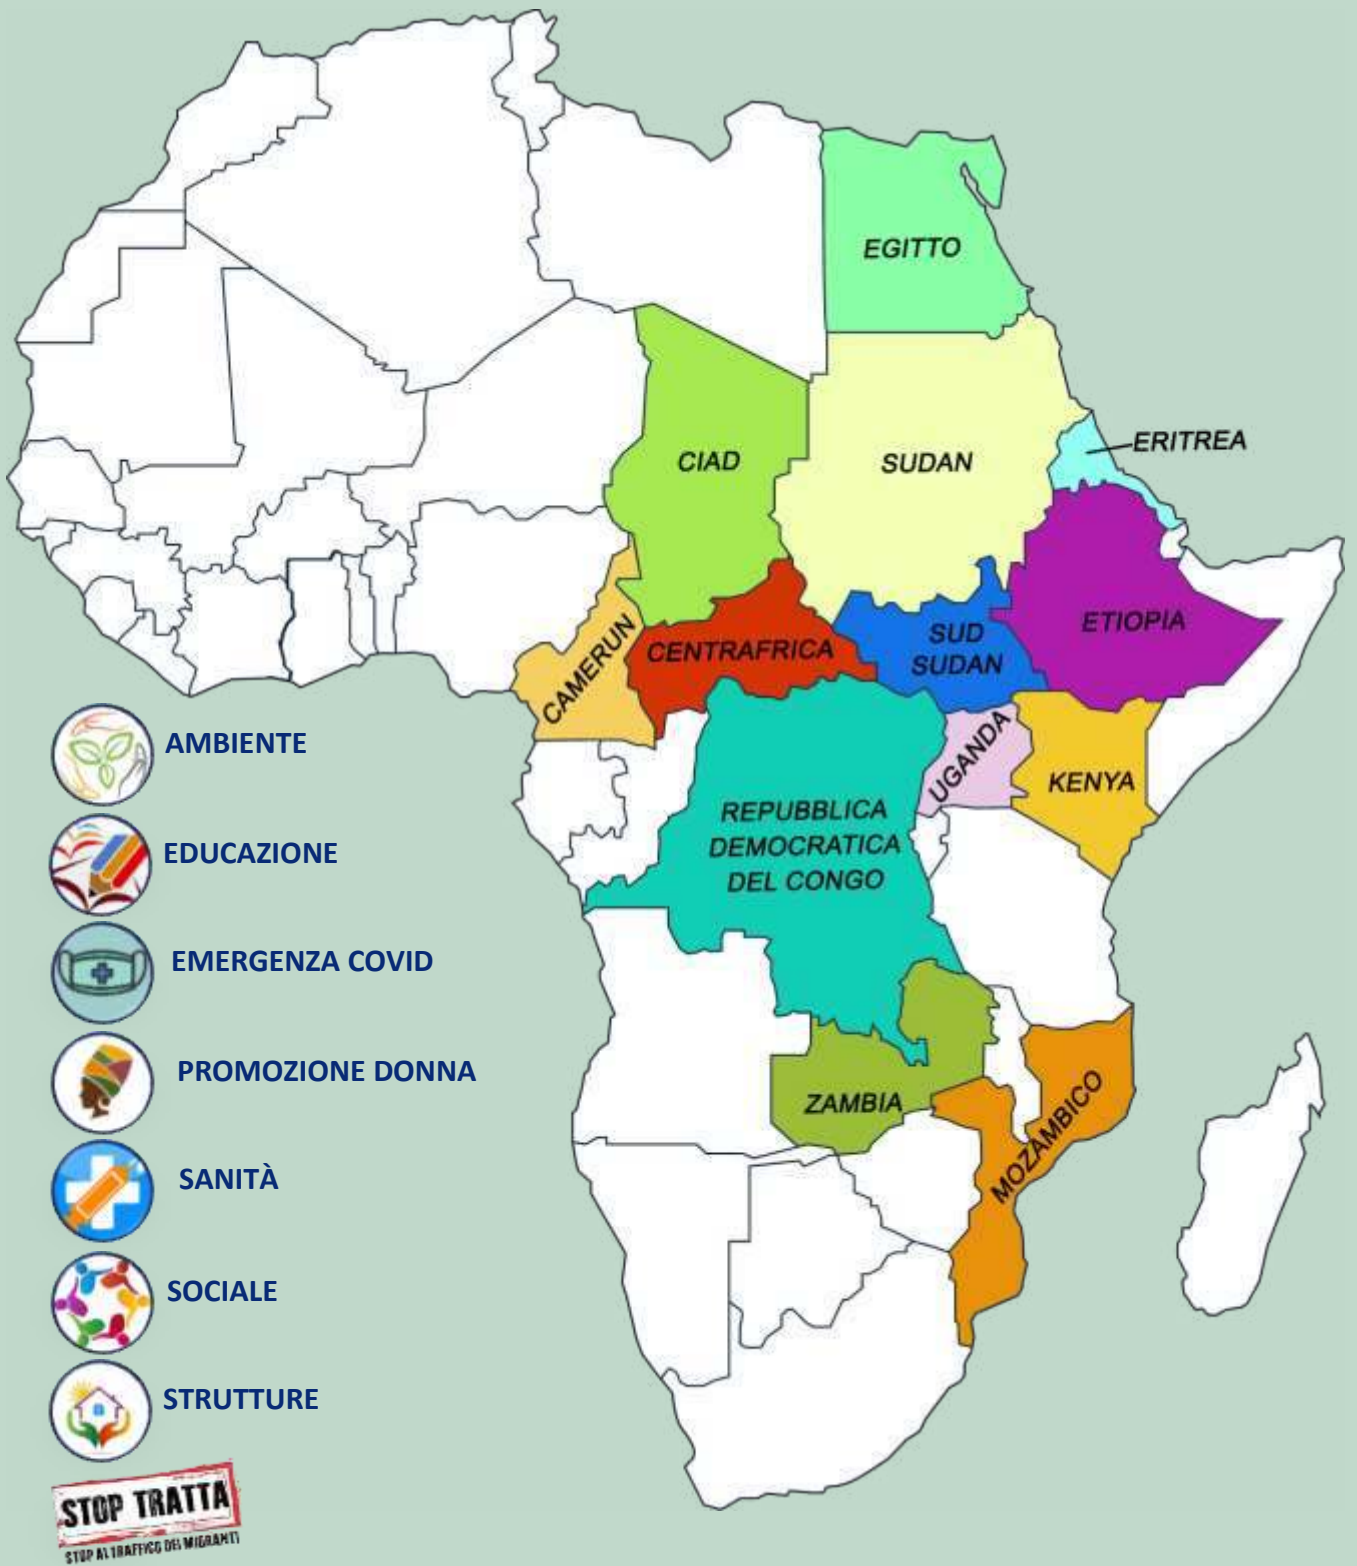 EGITTO
ERITREA
CIAD
SUDAN
ETIOPIA
CAMERUN
CENTRAFRICA
SUD
SUDAN
UGANDA
KENYA
REPUBBLICA
DEMOCRATICA
DEL CONGO
ZAMBIA
MOZAMBICO
AMBIENTE
EDUCAZIONE
EMERGENZA COVID
PROMOZIONE DONNA
SANITÀ
SOCIALE
STRUTTURE
STOP TRATTA
STOP AL TRAFFICO DEI MIGRANTI